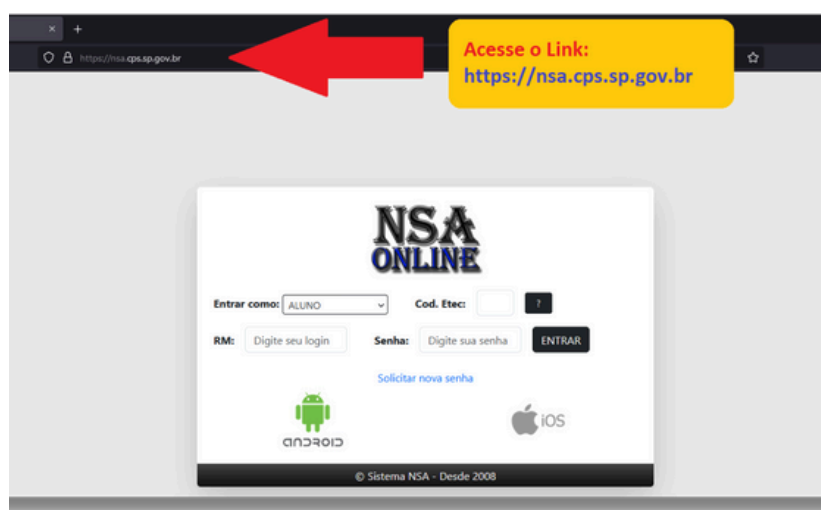 https://nsa.cps.sp.gov.br
Acesse o Link:
https://nsa.cps.sp.gov.br
NSA
ONLINE
Entrar como: ALUNO Cod. Etec: ?
RM: Digite seu login Senha: Digite sua senha ENTRAR
Solicitar nova senha
ANDROID iOS
© Sistema NSA - Desde 2008